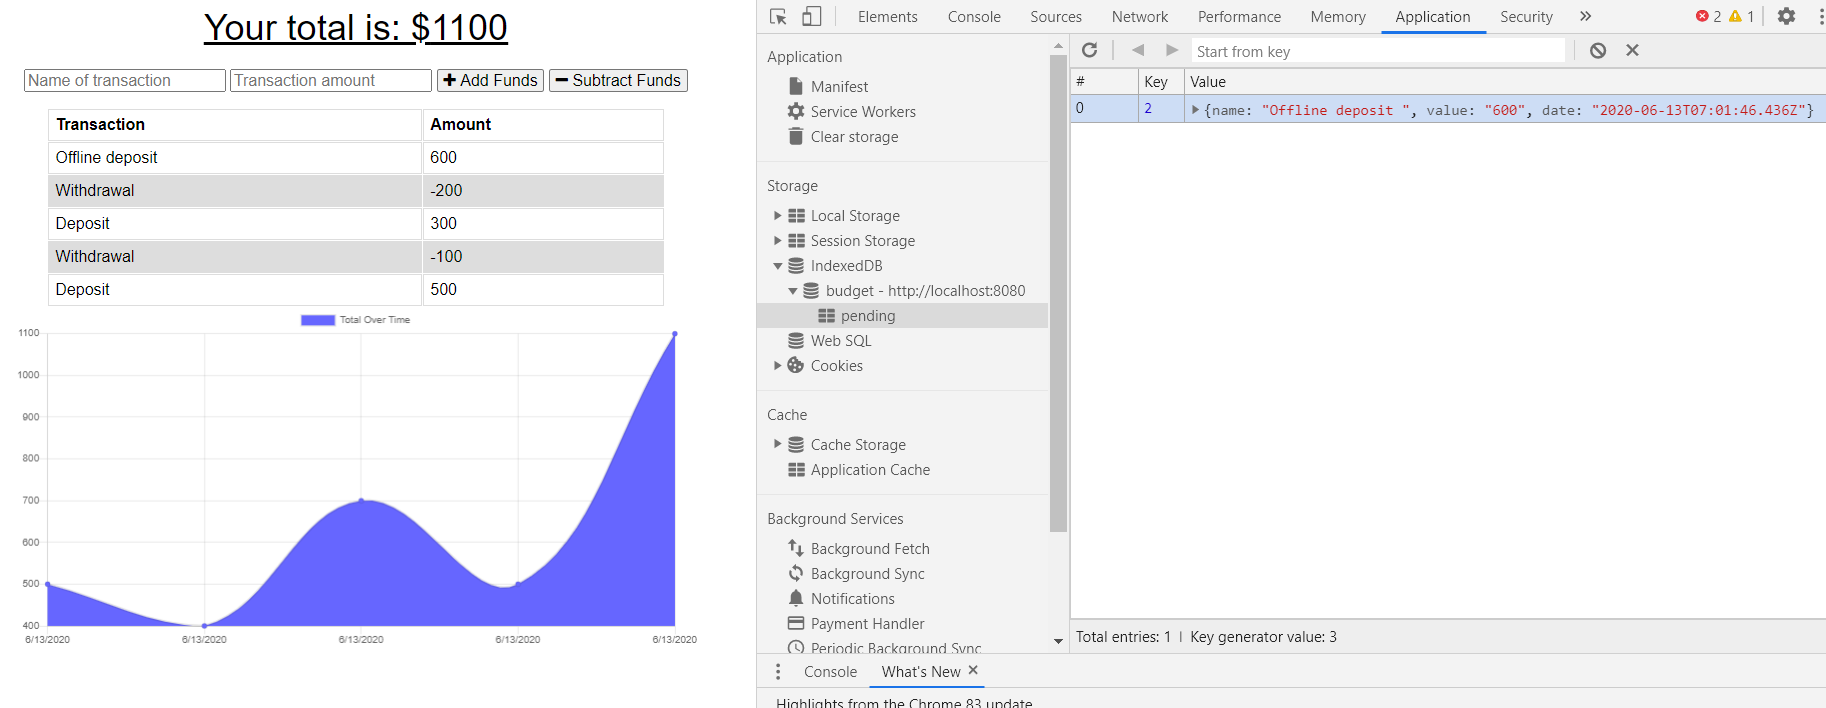 Your total is: $1100
Name of transaction Transaction amount Add Funds Subtract Funds
Transaction Amount
Offline deposit 600
Withdrawal -200
Deposit 300
Withdrawal -100
Deposit 500
Total Over Time
1100
1000
900
800
700
600
500
400
6/13/2020 6/13/2020 6/13/2020 6/13/2020 6/13/2020
Elements Console Sources Network Performance Memory Application Security » 2 1
Application
Manifest
Service Workers
Clear storage
Storage
Local Storage
Session Storage
IndexedDB
budget - http://localhost:8080
pending
Web SQL
Cookies
Cache
Cache Storage
Application Cache
Background Services
Background Fetch
Background Sync
Notifications
Payment Handler
Periodic Background Sync
Start from key
# Key Value
0 2 {name: "Offline deposit ", value: "600", date: "2020-06-13T07:01:46.436Z"}
Total entries: 1 | Key generator value: 3
Console What's New
Highlights from the Chrome 83 update